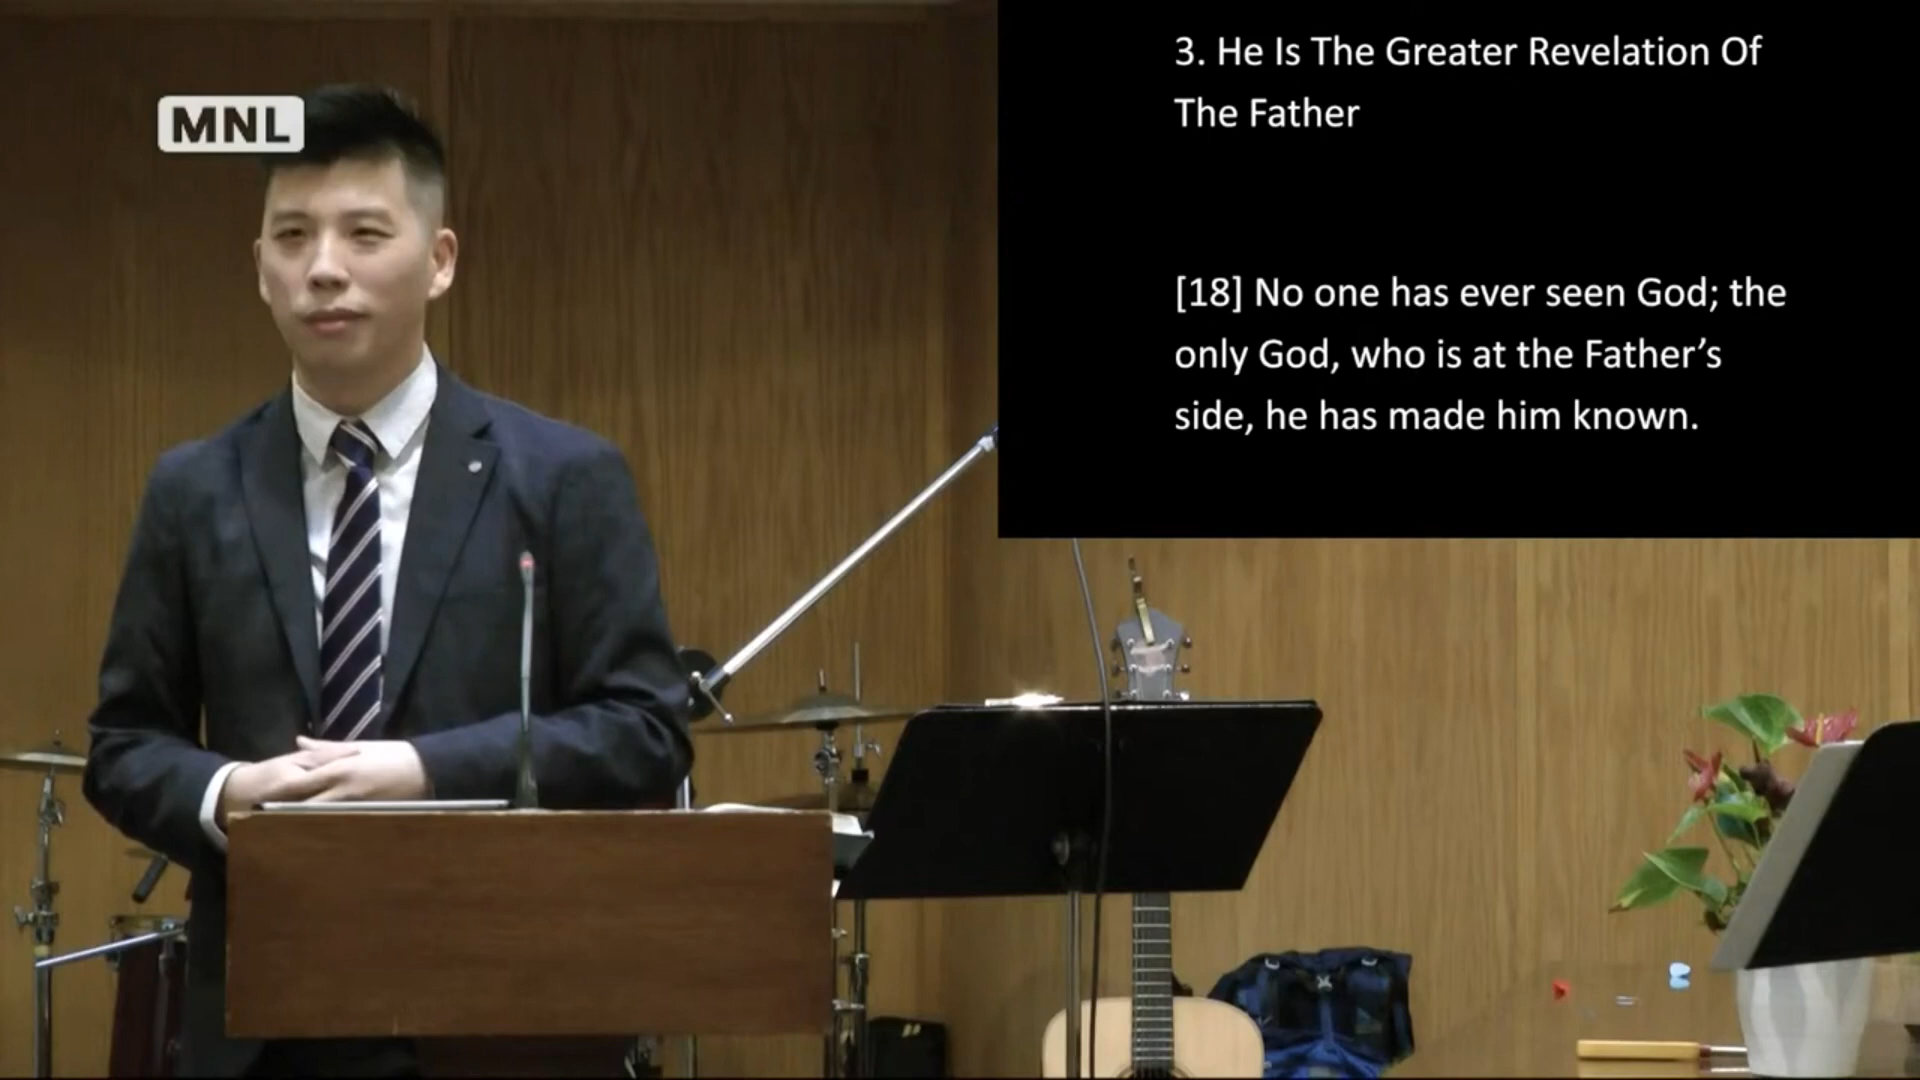 MNL
3. He Is The Greater Revelation Of
The Father
[18] No one has ever seen God; the
only God, who is at the Father’s
side, he has made him known.